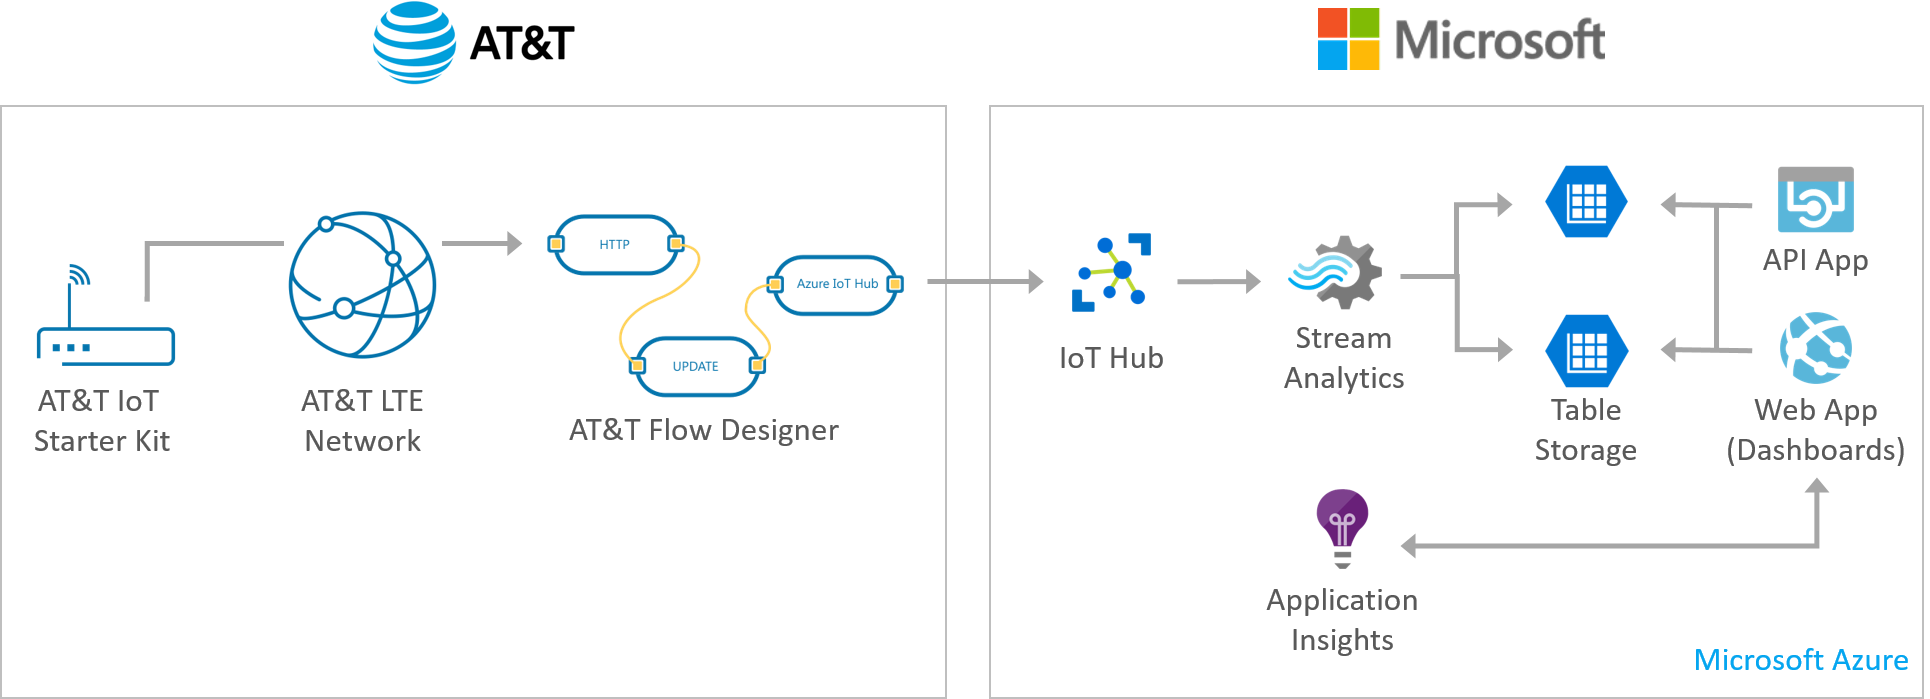 AT&T
Microsoft
HTTP
Azure IoT Hub
UPDATE
AT&T IoT
Starter Kit
AT&T LTE
Network
AT&T Flow Designer
IoT Hub
Stream
Analytics
Table
Storage
API App
Web App
(Dashboards)
Application
Insights
Microsoft Azure